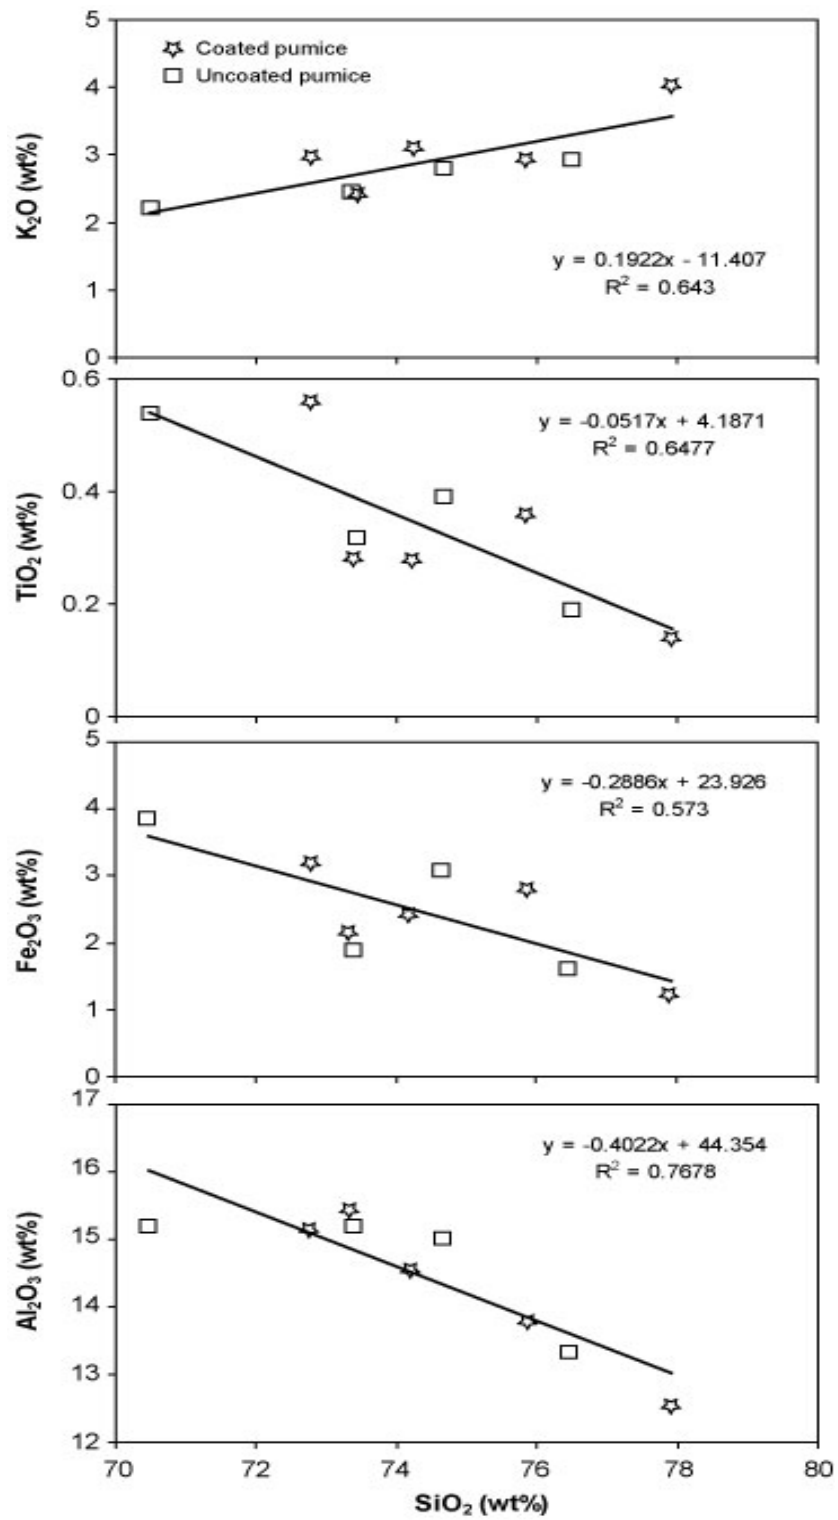 5
Coated pumice
Uncoated pumice
4
3
K₂O (wt%)
2
y = 0.1922x - 11.407
R² = 0.643
1
0
0.6
y = -0.0517x + 4.1871
R² = 0.6477
0.4
TiO₂ (wt%)
0.2
0
5
y = -0.2886x + 23.926
R² = 0.573
4
3
Fe₂O₃ (wt%)
2
1
0
17
y = -0.4022x + 44.354
R² = 0.7678
16
15
Al₂O₃ (wt%)
14
13
12
70 72 74 76 78 80
SiO₂ (wt%)